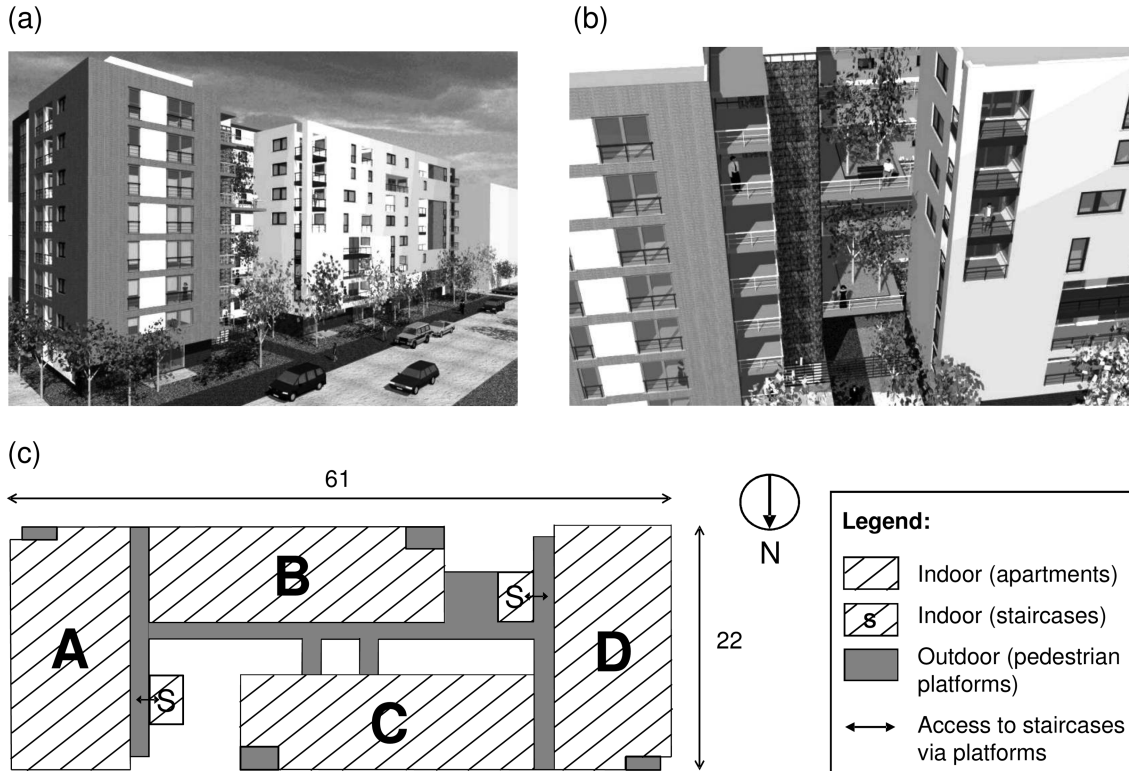 (a)
(b)
(c)
61
N
22
A
B
C
D
S
S
Legend:
Indoor (apartments)
S
Indoor (staircases)
Outdoor (pedestrian
platforms)
Access to staircases
via platforms